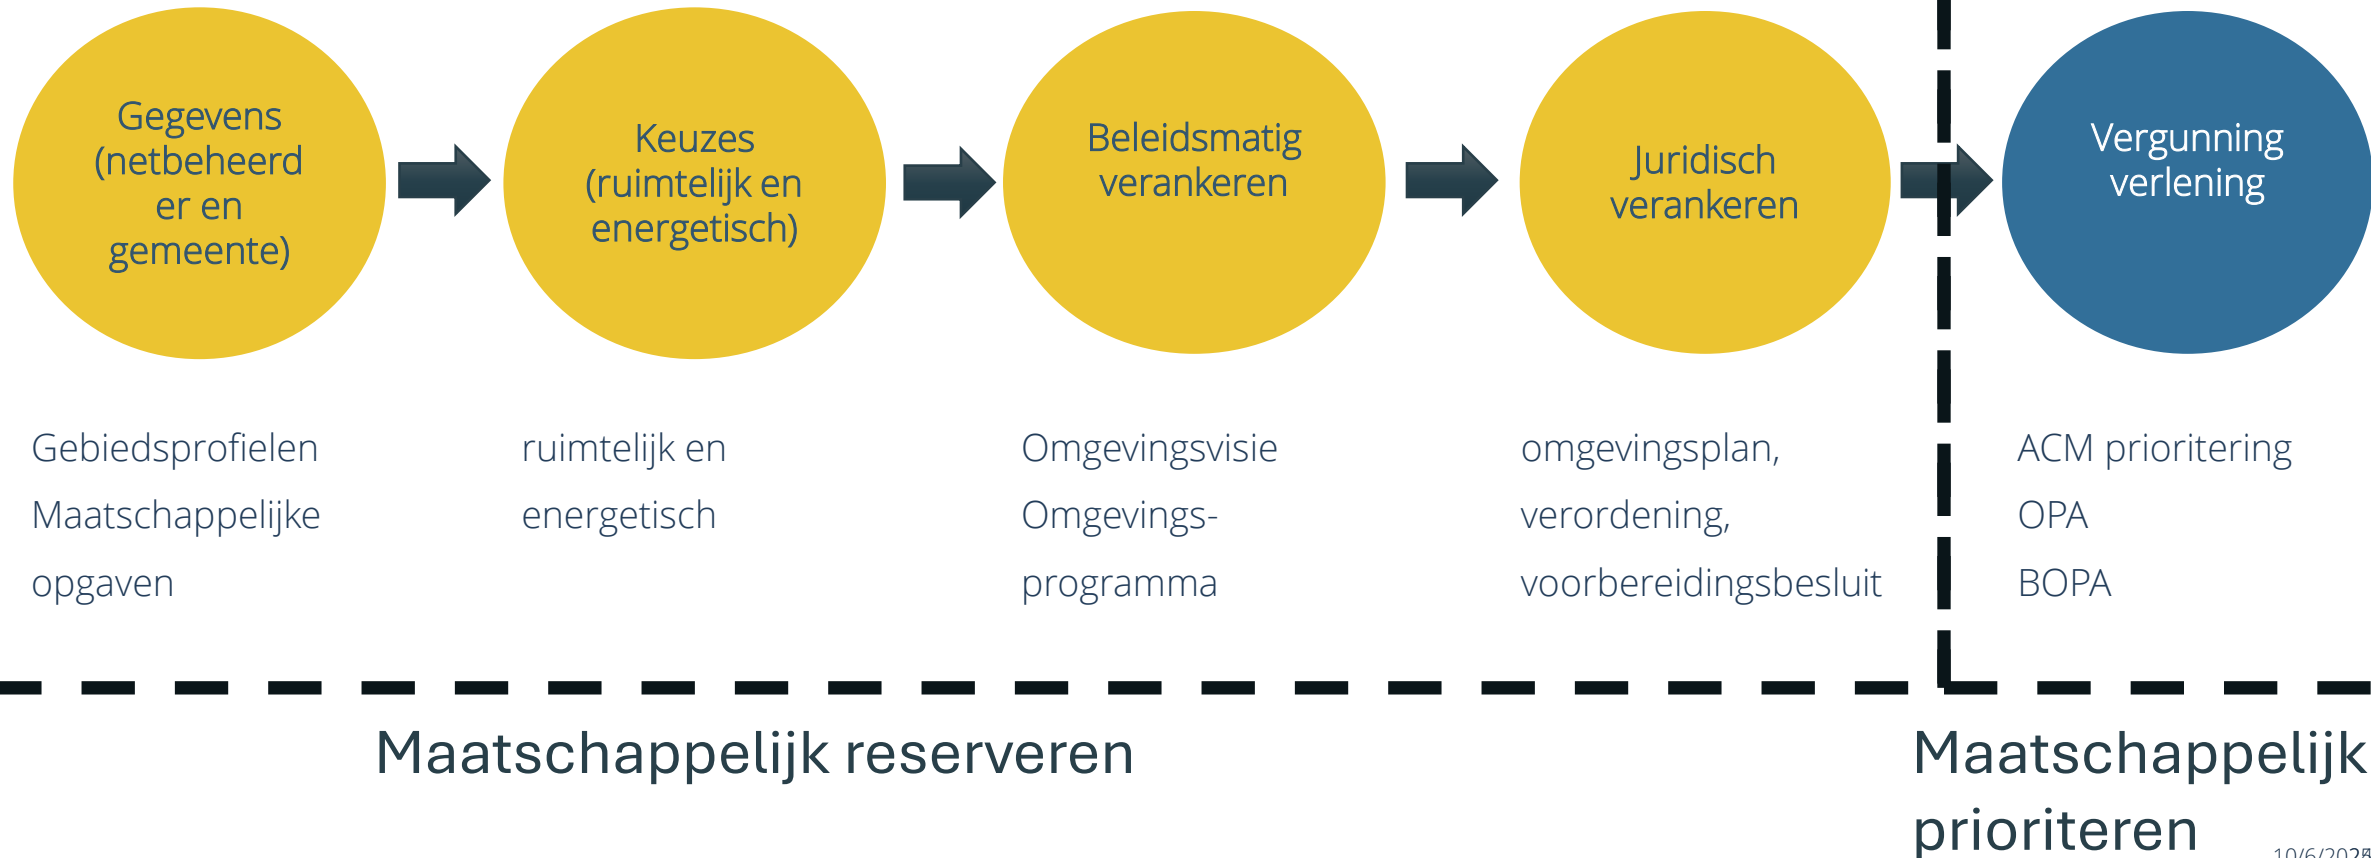 Gegevens
(netbeheerd
er en
gemeente)
Keuzes
(ruimtelijk en
energetisch)
Beleidsmatig
verankeren
Juridisch
verankeren
Vergunning
verlening
Gebiedsprofielen
Maatschappelijke
opgaven
ruimtelijk en
energetisch
Omgevingsvisie
Omgevings-
programma
omgevingsplan,
verordening,
voorbereidingsbesluit
ACM prioritering
OPA
BOPA
Maatschappelijk reserveren
Maatschappelijk
prioriteren